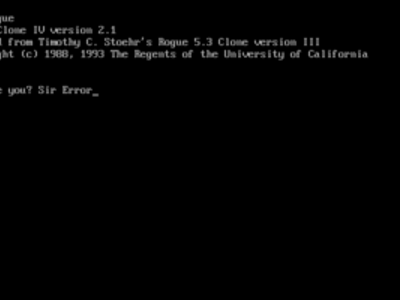 gue
Clone IV version 2.1
d from Timothy C. Stoehr's Rogue 5.3 Clone version III
ght (c) 1988, 1993 The Regents of the University of California
e you? Sir Error_